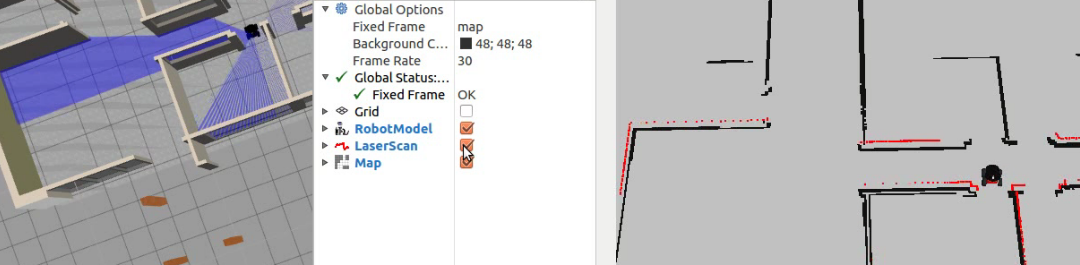 Global Options
Fixed Frame map
Background C... 48; 48; 48
Frame Rate 30
Global Status:...
Fixed Frame OK
Grid
RobotModel
LaserScan
Map